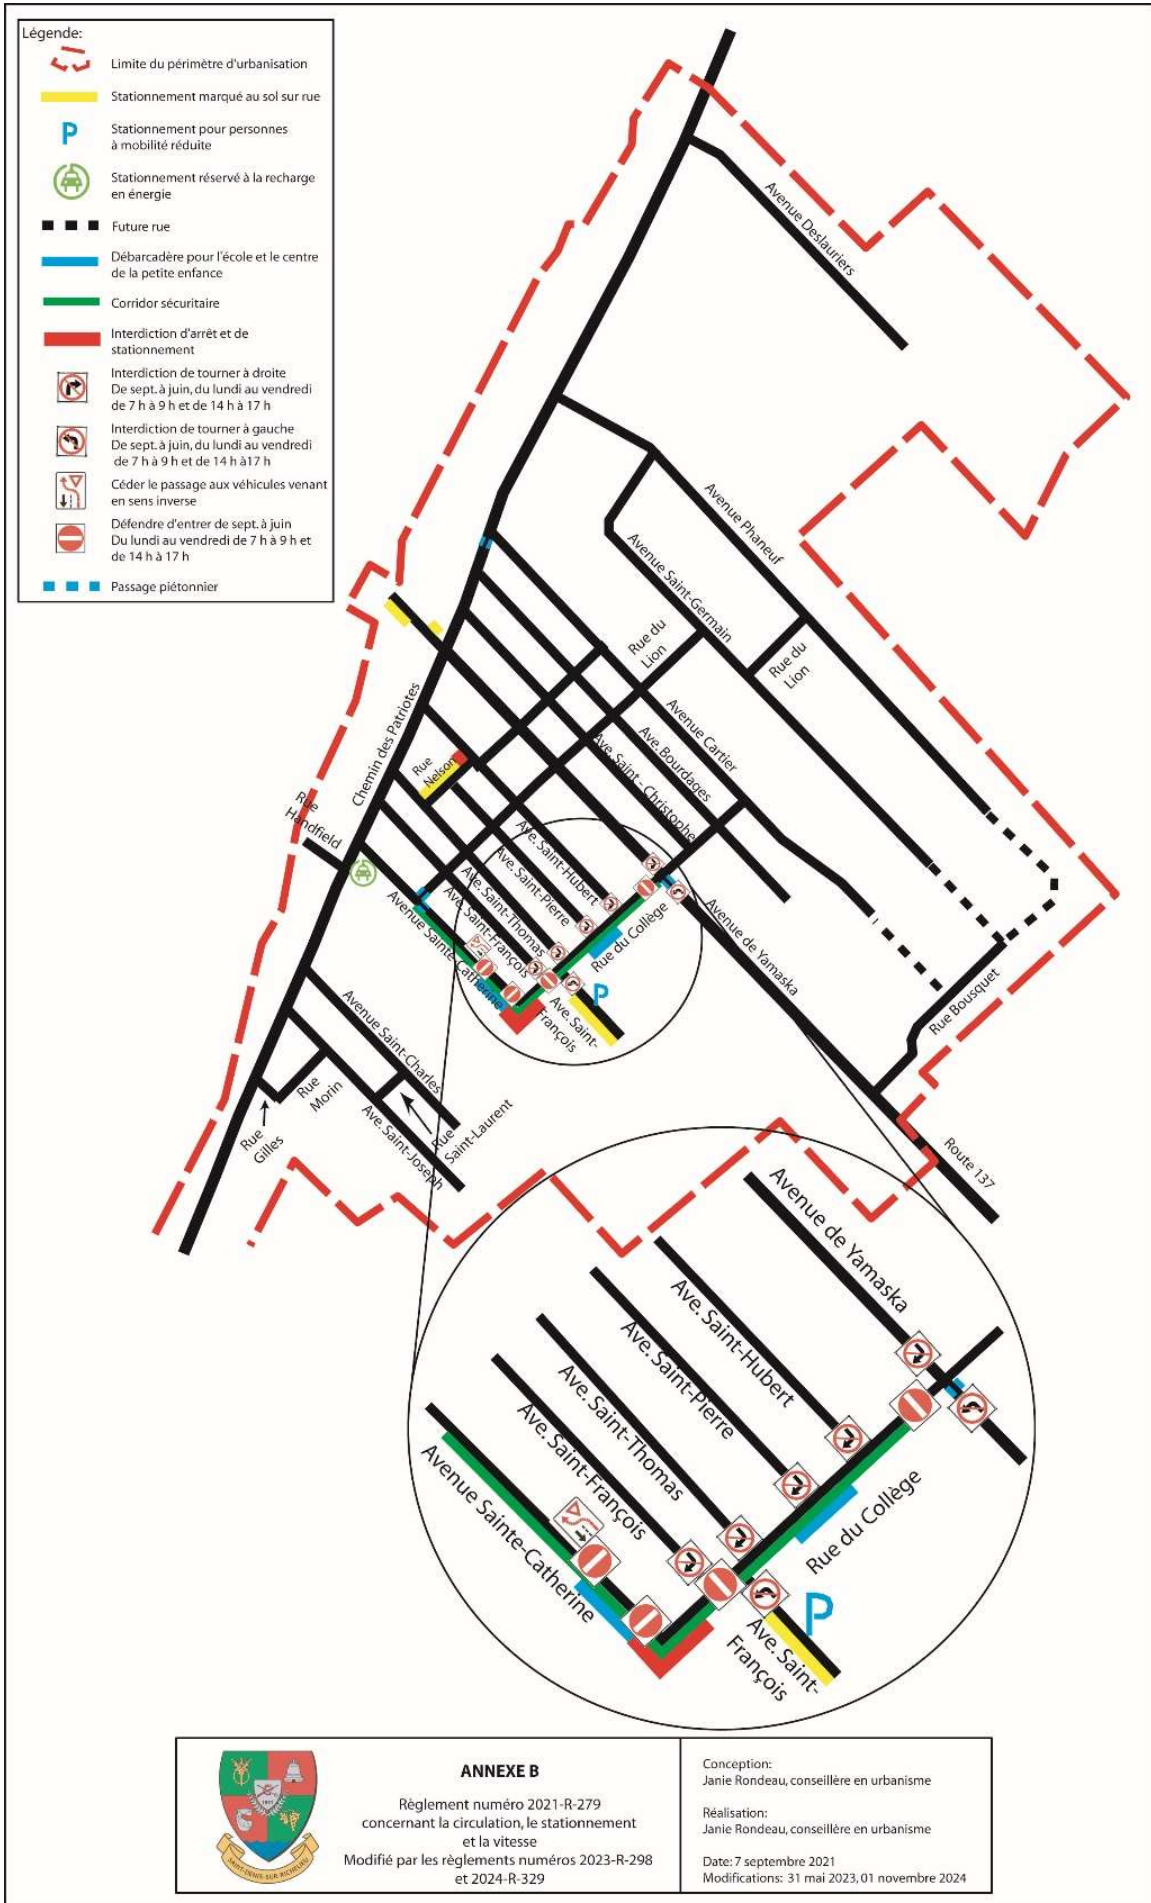 Légende:
Limite du périmètre d'urbanisation
Stationnement marqué au sol sur rue
P
Stationnement pour personnes
à mobilité réduite
Stationnement réservé à la recharge
en énergie
Future rue
Débarcadère pour l'école et le centre
de la petite enfance
Corridor sécuritaire
Interdiction d'arrêt et de
stationnement
Interdiction de tourner à droite
De sept. à juin, du lundi au vendredi
de 7 h à 9 h et de 14 h à 17 h
Interdiction de tourner à gauche
De sept. à juin, du lundi au vendredi
de 7 h à 9 h et de 14 h à17 h
Céder le passage aux véhicules venant
en sens inverse
Défendre d'entrer de sept. à juin
Du lundi au vendredi de 7 h à 9 h et
de 14 h à 17 h
Passage piétonnier
Avenue Deslauriers
Avenue Phaneuf
Avenue Saint-Germain
Rue du
Lion
Rue du
Lion
Avenue Cartier
Ave. Bourdages
Ave. Saint - Christophe
Chemin des Patriotes
Rue
Nelson
Rue
Handfield
Ave. Saint-Hubert
Ave. Saint-Pierre
Ave. Saint-Thomas
Ave. Saint-François
Avenue Sainte-Catherine
Rue du Collège
Avenue de Yamaska
P
Ave. Saint-
François
Rue Bousquet
Avenue Saint-Charles
Rue
Morin
Rue
Gilles
Ave. Saint-Joseph
Rue
Saint-Laurent
Route 137
Avenue de Yamaska
Ave. Saint-Hubert
Ave. Saint-Pierre
Ave. Saint-Thomas
Ave. Saint-François
Avenue Sainte-Catherine
Rue du Collège
P
Ave. Saint-
François
SAINT-DENIS-SUR-RICHELIEU
ANNEXE B
Règlement numéro 2021-R-279
concernant la circulation, le stationnement
et la vitesse
Modifié par les règlements numéros 2023-R-298
et 2024-R-329
Conception:
Janie Rondeau, conseillère en urbanisme
Réalisation:
Janie Rondeau, conseillère en urbanisme
Date: 7 septembre 2021
Modifications: 31 mai 2023, 01 novembre 2024